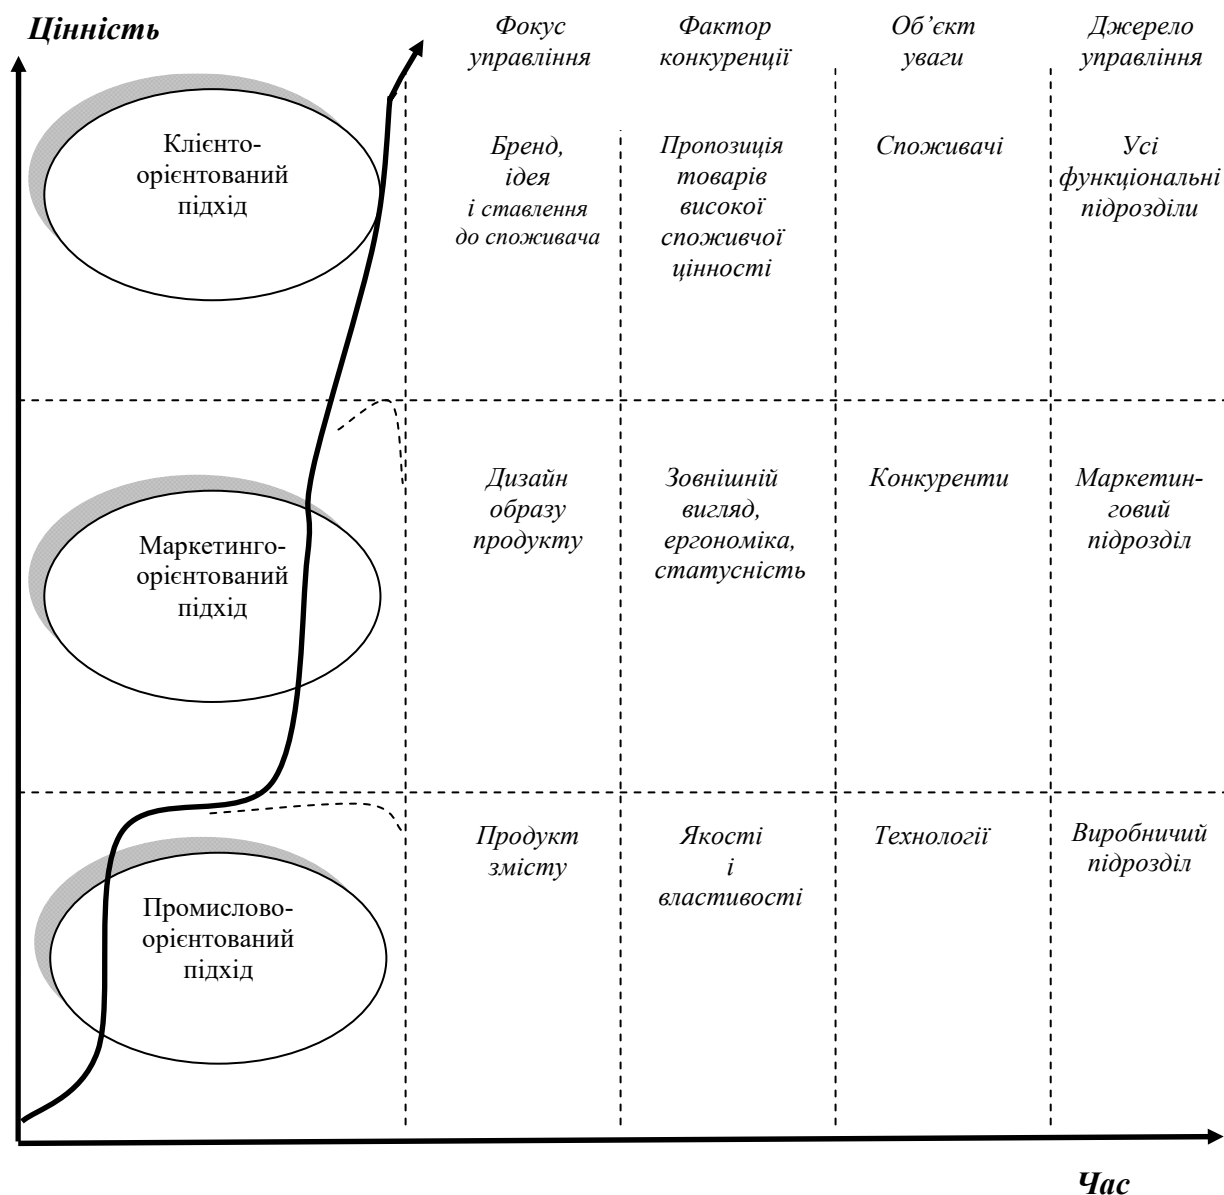 Цінність
Фокус
управління
Фактор
конкуренції
Об’єкт
уваги
Джерело
управління
Клієнто-
орієнтований
підхід
Бренд,
ідея
і ставлення
до споживача
Пропозиція
товарів
високої
споживчої
цінності
Споживачі
Усі
функціональні
підрозділи
Маркетинго-
орієнтований
підхід
Дизайн
образу
продукту
Зовнішній
вигляд,
ергономіка,
статусність
Конкуренти
Маркетин-
говий
підрозділ
Промислово-
орієнтований
підхід
Продукт
змісту
Якості
і
властивості
Технології
Виробничий
підрозділ
Час